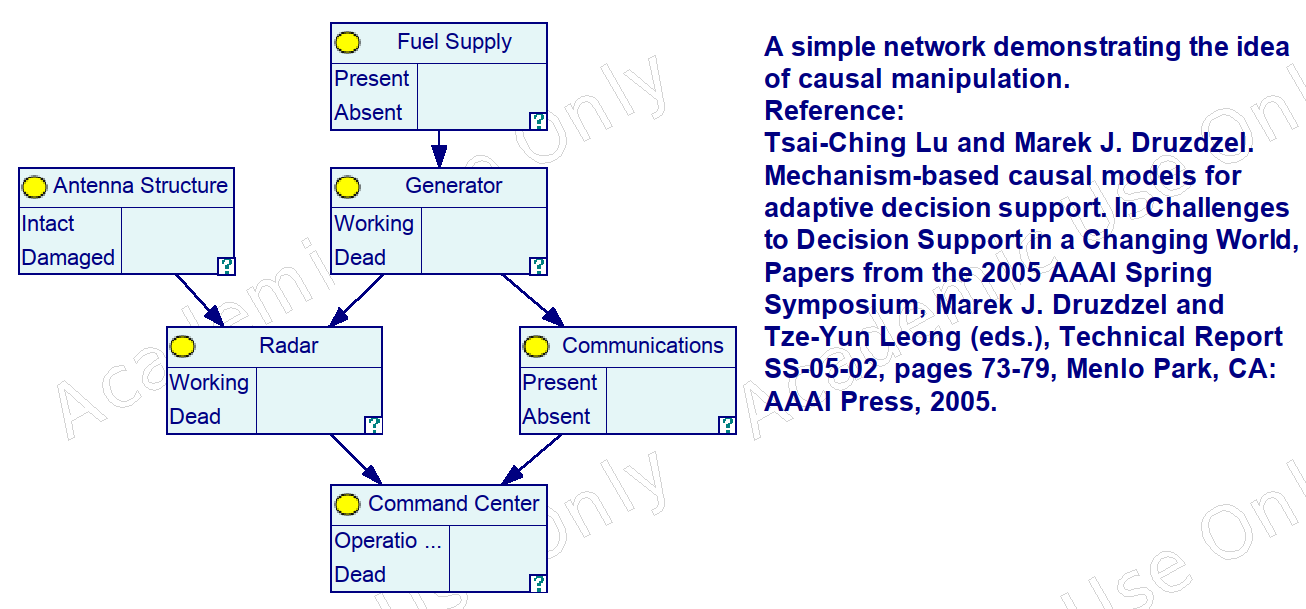 Fuel Supply
Present
Absent
?
Antenna Structure
Intact
Damaged
?
Generator
Working
Dead
?
Radar
Working
Dead
?
Communications
Present
Absent
?
Command Center
Operatio ...
Dead
?
A simple network demonstrating the idea
of causal manipulation.
Reference:
Tsai-Ching Lu and Marek J. Druzdzel.
Mechanism-based causal models for
adaptive decision support. In Challenges
to Decision Support in a Changing World,
Papers from the 2005 AAAI Spring
Symposium, Marek J. Druzdzel and
Tze-Yun Leong (eds.), Technical Report
SS-05-02, pages 73-79, Menlo Park, CA:
AAAI Press, 2005.
Academic Use Only
Academic Use Only
Only
Use Only